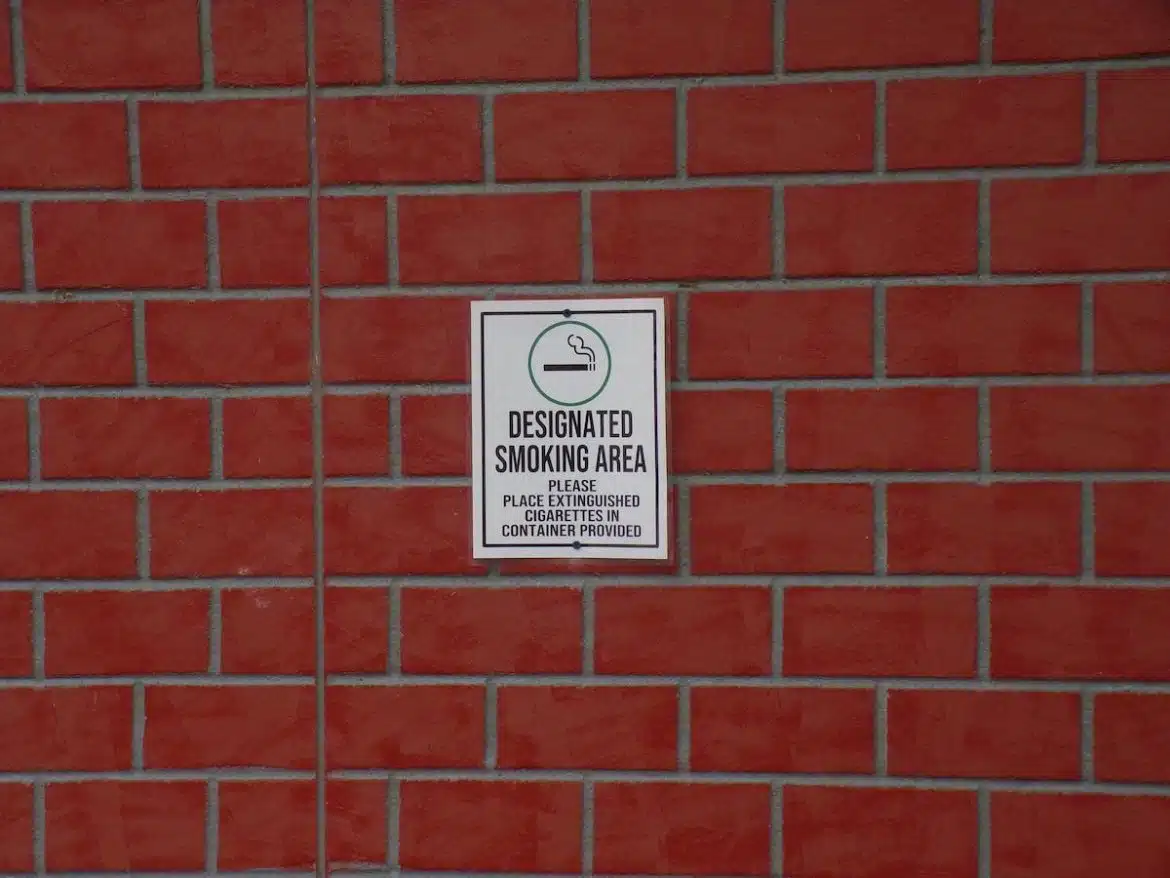 DESIGNATED
SMOKING AREA
PLEASE
PLACE EXTINGUISHED
CIGARETTES IN
CONTAINER PROVIDED